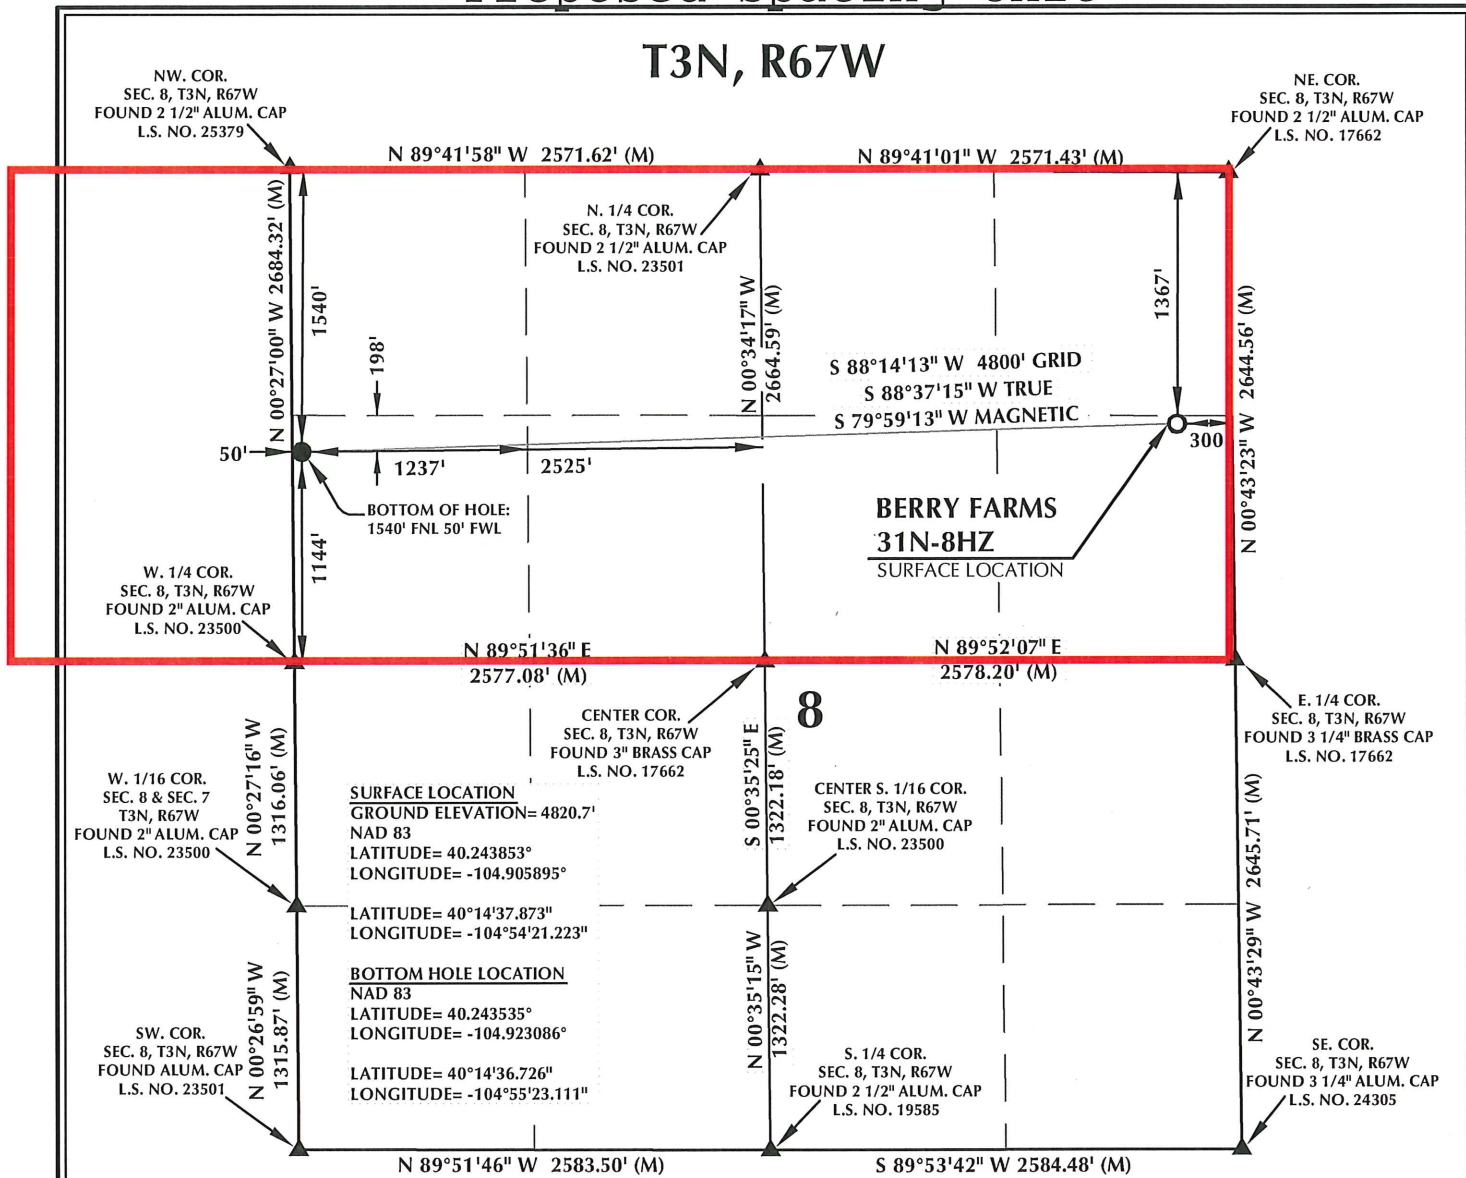 Proposed Spacing Unit
T3N, R67W
NW. COR.
SEC. 8, T3N, R67W
FOUND 2 1/2" ALUM. CAP
L.S. NO. 25379
NE. COR.
SEC. 8, T3N, R67W
FOUND 2 1/2" ALUM. CAP
L.S. NO. 17662
N 89°41'58" W 2571.62' (M)
N 89°41'01" W 2571.43' (M)
N. 1/4 COR.
SEC. 8, T3N, R67W
FOUND 2 1/2" ALUM. CAP
L.S. NO. 23501
N 00°27'00" W 2684.32' (M)
1540'
198'
N 00°34'17" W
2664.59' (M)
1367'
N 00°43'23" W 2644.56' (M)
S 88°14'13" W 4800' GRID
S 88°37'15" W TRUE
S 79°59'13" W MAGNETIC
300
50'
1237'
2525'
BOTTOM OF HOLE:
1540' FNL 50' FWL
BERRY FARMS
31N-8HZ
SURFACE LOCATION
1144'
W. 1/4 COR.
SEC. 8, T3N, R67W
FOUND 2" ALUM. CAP
L.S. NO. 23500
N 89°51'36" E
2577.08' (M)
N 89°52'07" E
2578.20' (M)
8
CENTER COR.
SEC. 8, T3N, R67W
FOUND 3" BRASS CAP
L.S. NO. 17662
E. 1/4 COR.
SEC. 8, T3N, R67W
FOUND 3 1/4" BRASS CAP
L.S. NO. 17662
N 00°27'16" W
1316.06' (M)
S 00°35'25" E
1322.18' (M)
W. 1/16 COR.
SEC. 8 & SEC. 7
T3N, R67W
FOUND 2" ALUM. CAP
L.S. NO. 23500
CENTER S. 1/16 COR.
SEC. 8, T3N, R67W
FOUND 2" ALUM. CAP
L.S. NO. 23500
N 00°43'29" W 2645.71' (M)
SURFACE LOCATION
GROUND ELEVATION= 4820.7'
NAD 83
LATITUDE= 40.243853°
LONGITUDE= -104.905895°
LATITUDE= 40°14'37.873"
LONGITUDE= -104°54'21.223"
BOTTOM HOLE LOCATION
NAD 83
LATITUDE= 40.243535°
LONGITUDE= -104.923086°
LATITUDE= 40°14'36.726"
LONGITUDE= -104°55'23.111"
N 00°26'59" W
1315.87' (M)
N 00°35'15" W
1322.28' (M)
SW. COR.
SEC. 8, T3N, R67W
FOUND ALUM. CAP
L.S. NO. 23501
S. 1/4 COR.
SEC. 8, T3N, R67W
FOUND 2 1/2" ALUM. CAP
L.S. NO. 19585
SE. COR.
SEC. 8, T3N, R67W
FOUND 3 1/4" ALUM. CAP
L.S. NO. 24305
N 89°51'46" W 2583.50' (M)
S 89°53'42" W 2584.48' (M)